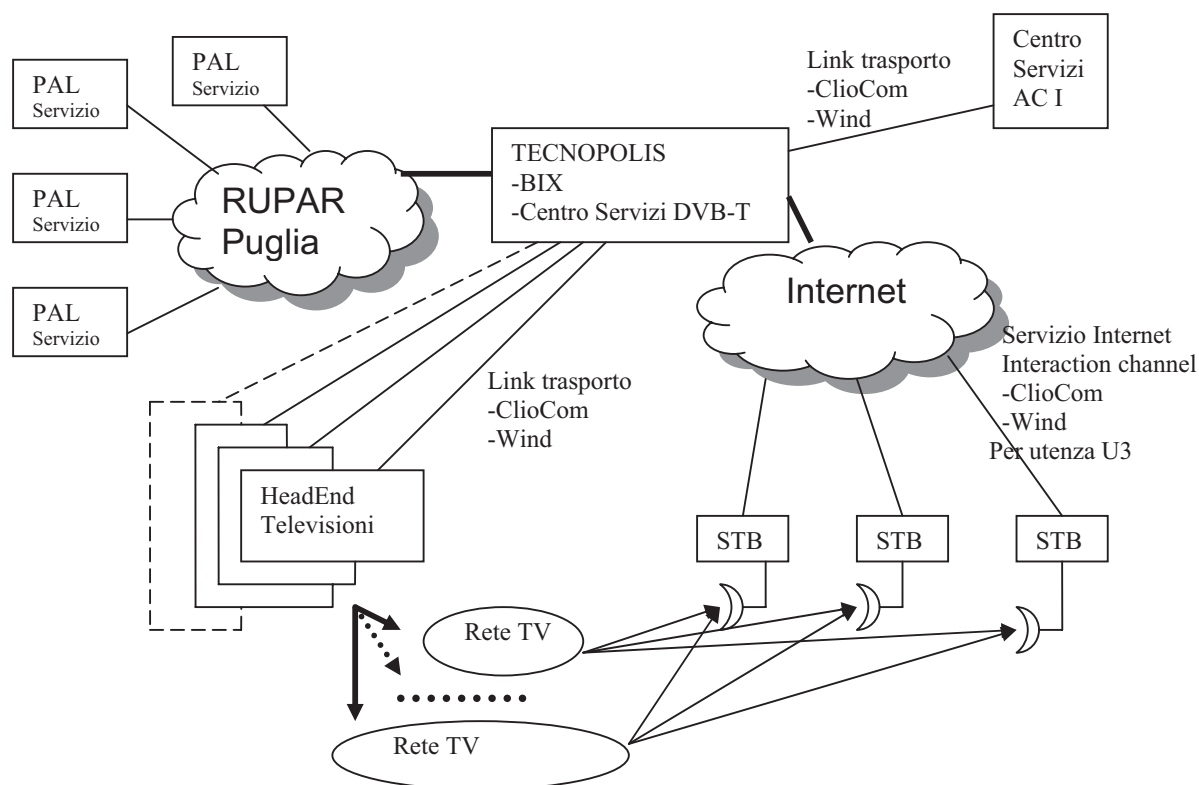 PAL
Servizio
PAL
Servizio
PAL
Servizio
PAL
Servizio
RUPAR
Puglia
TECNOPOLIS
-BIX
-Centro Servizi DVB-T
Link trasporto
-ClioCom
-Wind
Centro
Servizi
AC I
Internet
Servizio Internet
Interaction channel
-ClioCom
-Wind
Per utenza U3
Link trasporto
-ClioCom
-Wind
HeadEnd
Televisioni
STB
STB
STB
Rete TV
Rete TV